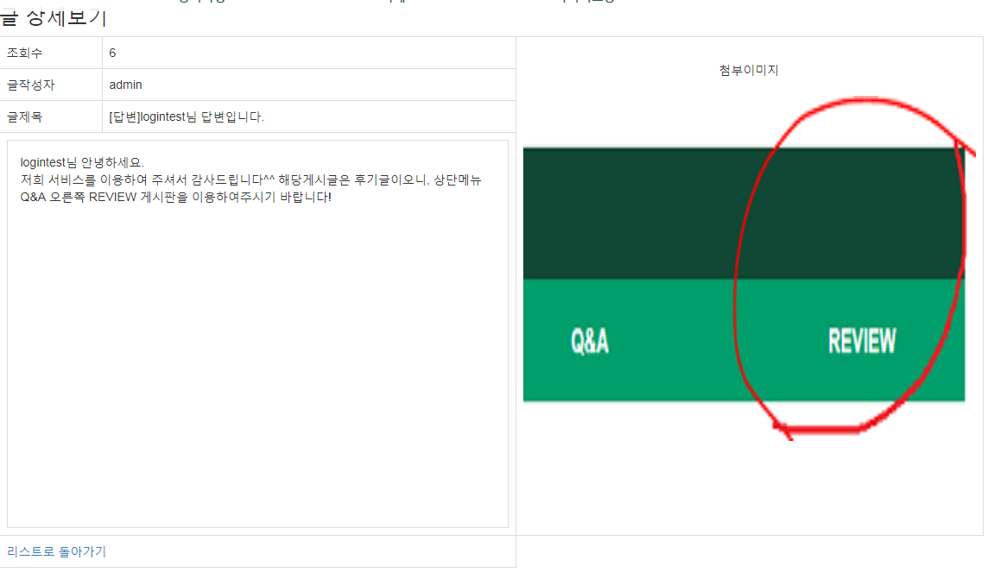 글 상세보기
조회수 6
글작성자 admin
글제목 [답변]logintest님 답변입니다.
logintest님 안녕하세요.
저희 서비스를 이용하여 주셔서 감사드립니다^^ 해당게시글은 후기글이오니, 상단메뉴
Q&A 오른쪽 REVIEW 게시판을 이용하여주시기 바랍니다!
첨부이미지
Q&A REVIEW
리스트로 돌아가기